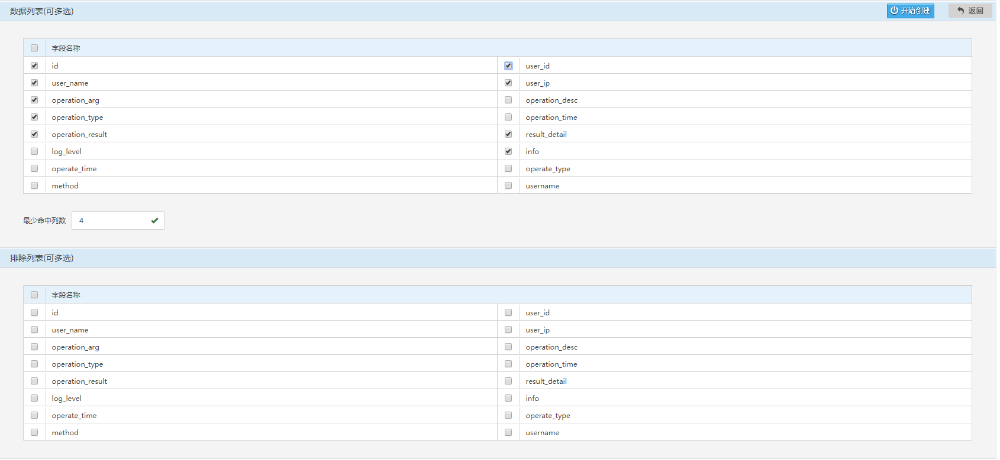 数据列表(可多选) 开始创建 返回
字段名称
id user_id
user_name user_ip
operation_arg operation_desc
operation_type operation_time
operation_result result_detail
log_level info
operate_time operate_type
method username
最少命中列数 4
排除列表(可多选)
字段名称
id user_id
user_name user_ip
operation_arg operation_desc
operation_type operation_time
operation_result result_detail
log_level info
operate_time operate_type
method username